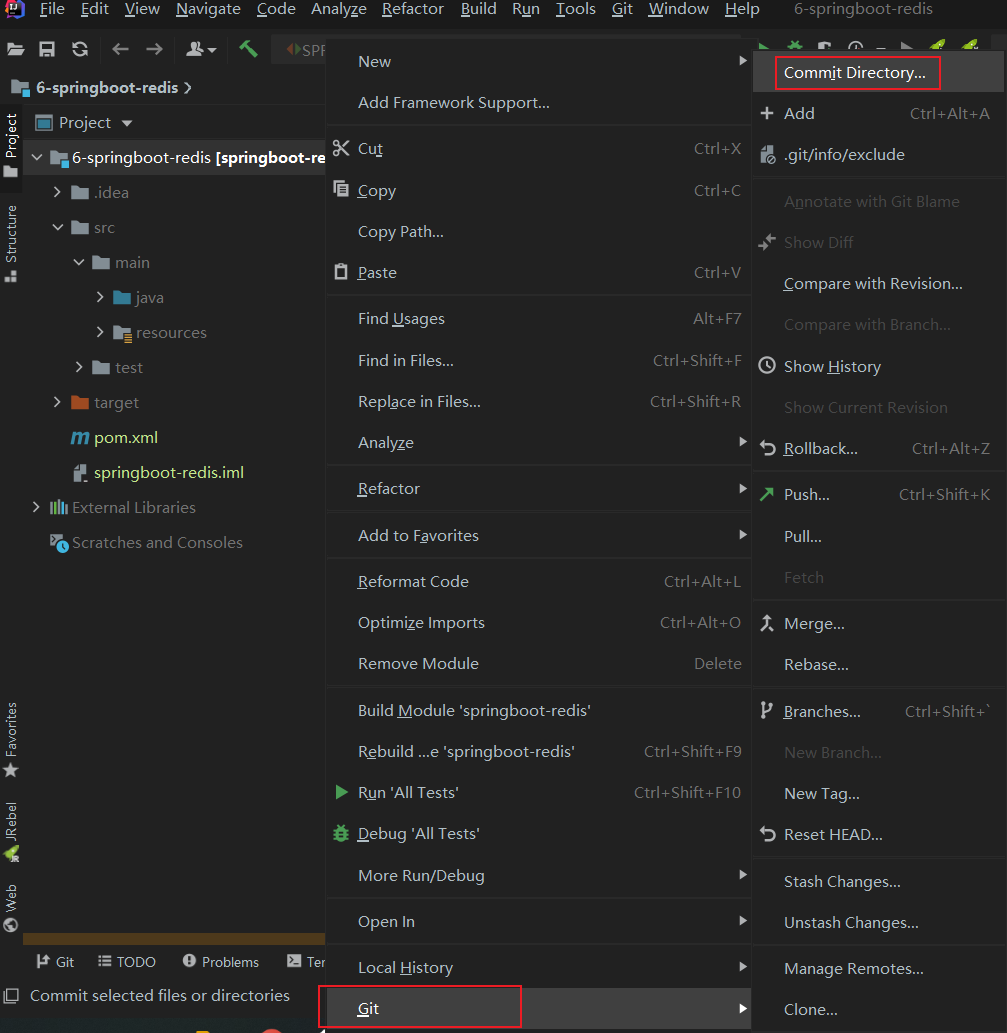 File Edit View Navigate Code Analyze Refactor Build Run Tools Git Window Help 6-springboot-redis
6-springboot-redis
Project
Project
6-springboot-redis [springboot-re
.idea
src
main
java
resources
test
target
pom.xml
springboot-redis.iml
External Libraries
Scratches and Consoles
Structure
Favorites
JRebel
Web
Git TODO Problems Ter
Commit selected files or directories
New
Add Framework Support...
Cut Ctrl+X
Copy Ctrl+C
Copy Path...
Paste Ctrl+V
Find Usages Alt+F7
Find in Files... Ctrl+Shift+F
Replace in Files... Ctrl+Shift+R
Analyze
Refactor
Add to Favorites
Reformat Code Ctrl+Alt+L
Optimize Imports Ctrl+Alt+O
Remove Module Delete
Build Module 'springboot-redis'
Rebuild ...e 'springboot-redis' Ctrl+Shift+F9
Run 'All Tests' Ctrl+Shift+F10
Debug 'All Tests'
More Run/Debug
Open In
Local History
Git
Commit Directory...
Add Ctrl+Alt+A
.git/info/exclude
Annotate with Git Blame
Show Diff
Compare with Revision...
Compare with Branch...
Show History
Show Current Revision
Rollback... Ctrl+Alt+Z
Push... Ctrl+Shift+K
Pull...
Fetch
Merge...
Rebase...
Branches... Ctrl+Shift+`
New Branch...
New Tag...
Reset HEAD...
Stash Changes...
Unstash Changes...
Manage Remotes...
Clone...